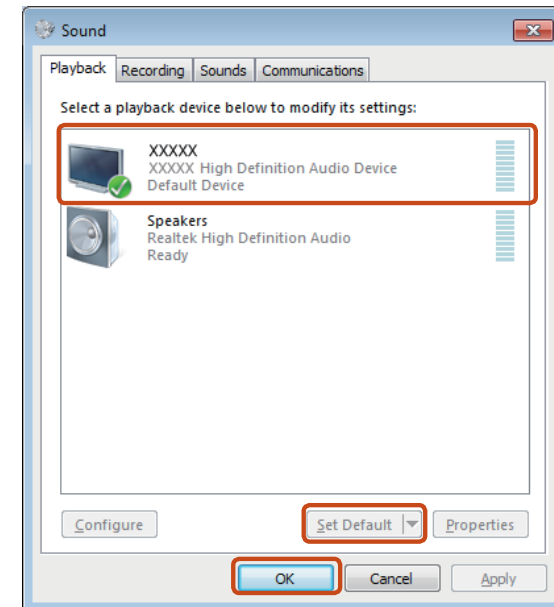 Sound
Playback Recording Sounds Communications
Select a playback device below to modify its settings:
XXXXX
XXXXX High Definition Audio Device
Default Device
Speakers
Realtek High Definition Audio
Ready
Configure Set Default Properties
OK Cancel Apply